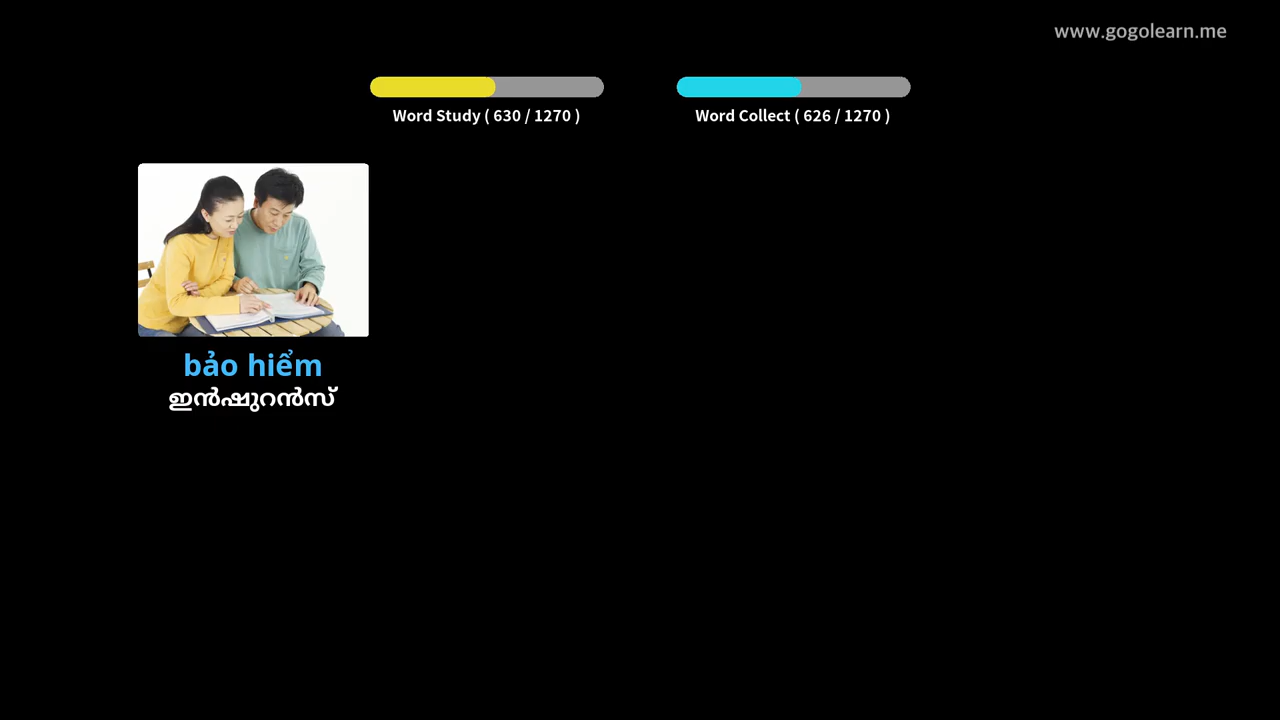 www.gogolearn.me
Word Study ( 630 / 1270 )
Word Collect ( 626 / 1270 )
bảo hiểm
ഇൻഷുറൻസ്